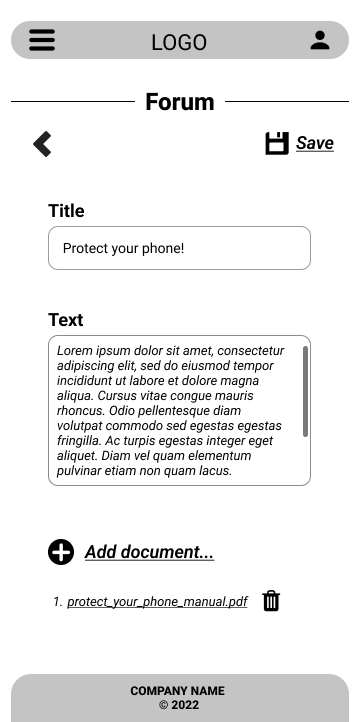 LOGO
Forum
Save
Title
Protect your phone!
Text
Lorem ipsum dolor sit amet, consectetur
adipiscing elit, sed do eiusmod tempor
incididunt ut labore et dolore magna
aliqua. Cursus vitae congue mauris
rhoncus. Odio pellentesque diam
volutpat commodo sed egestas egestas
fringilla. Ac turpis egestas integer eget
aliquet. Diam vel quam elementum
pulvinar etiam non quam lacus.
Add document...
1. protect_your_phone_manual.pdf
COMPANY NAME
© 2022